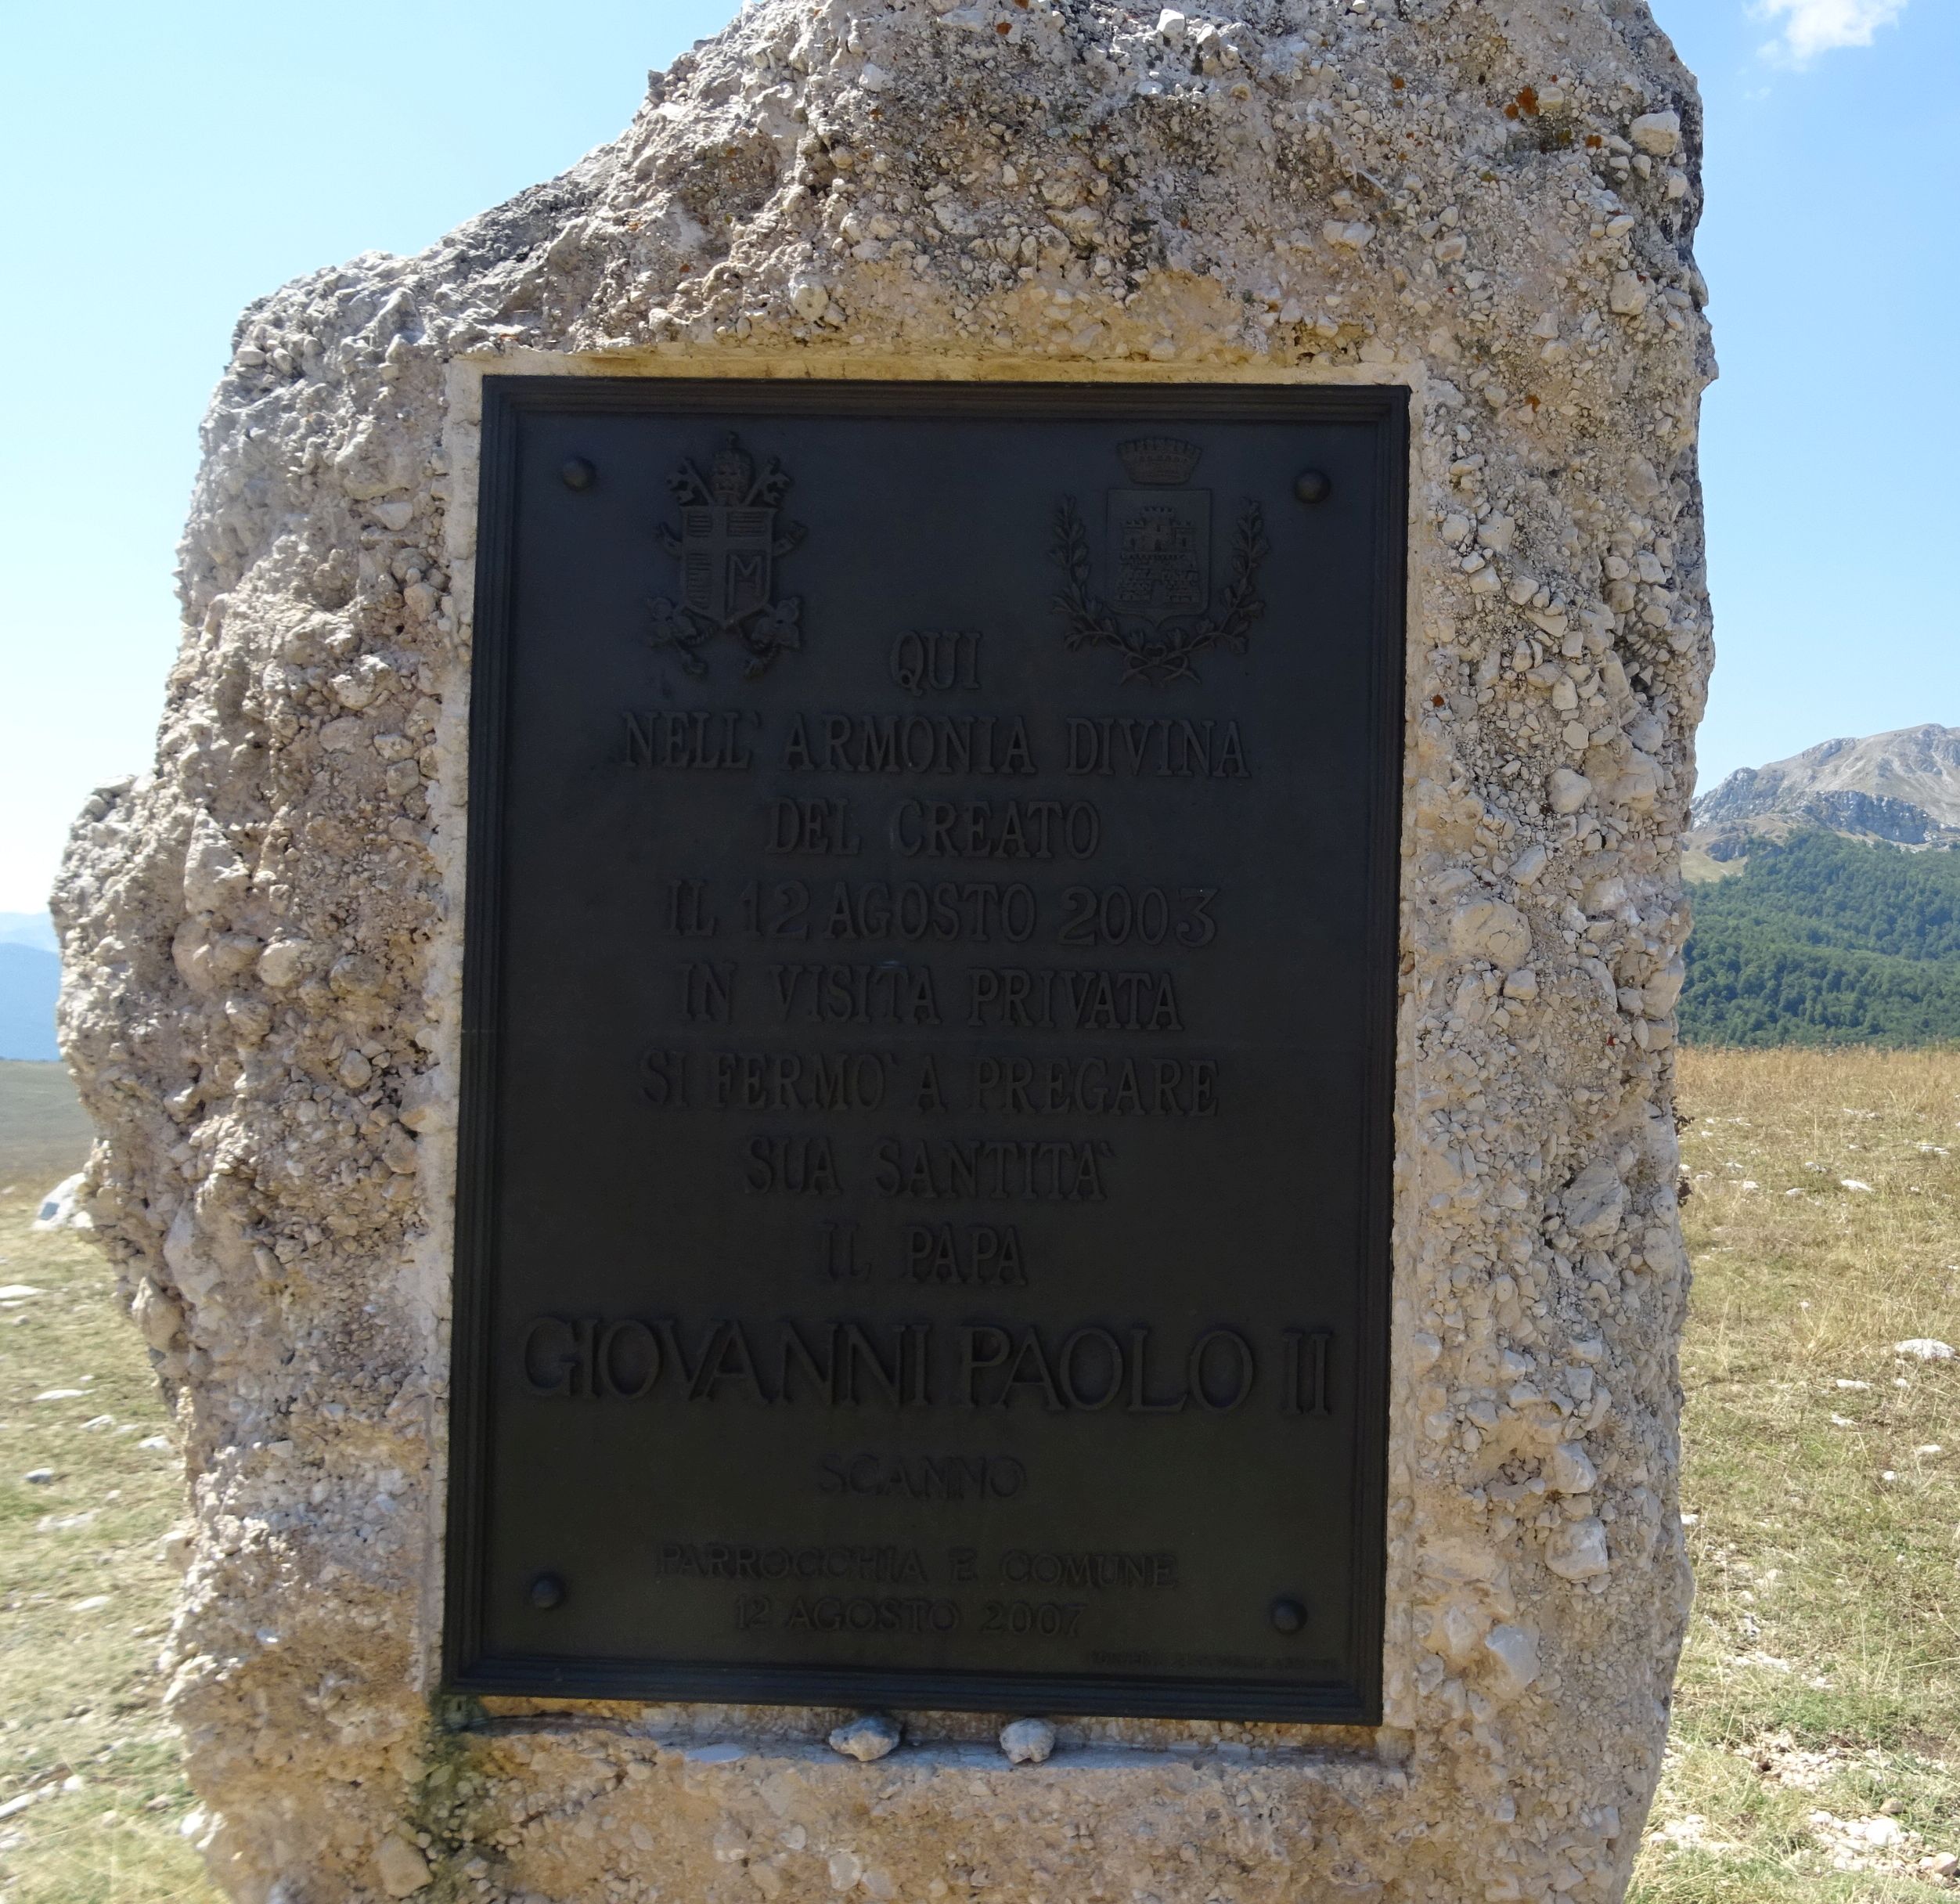 QUI
NELL' ARMONIA DIVINA
DEL CREATO
IL 12 AGOSTO 2003
IN VISITA PRIVATA
SI FERMO' A PREGARE
SUA SANTITA'
IL PAPA
GIOVANNI PAOLO II
SCANNO
PARROCCHIA E COMUNE
12 AGOSTO 2007